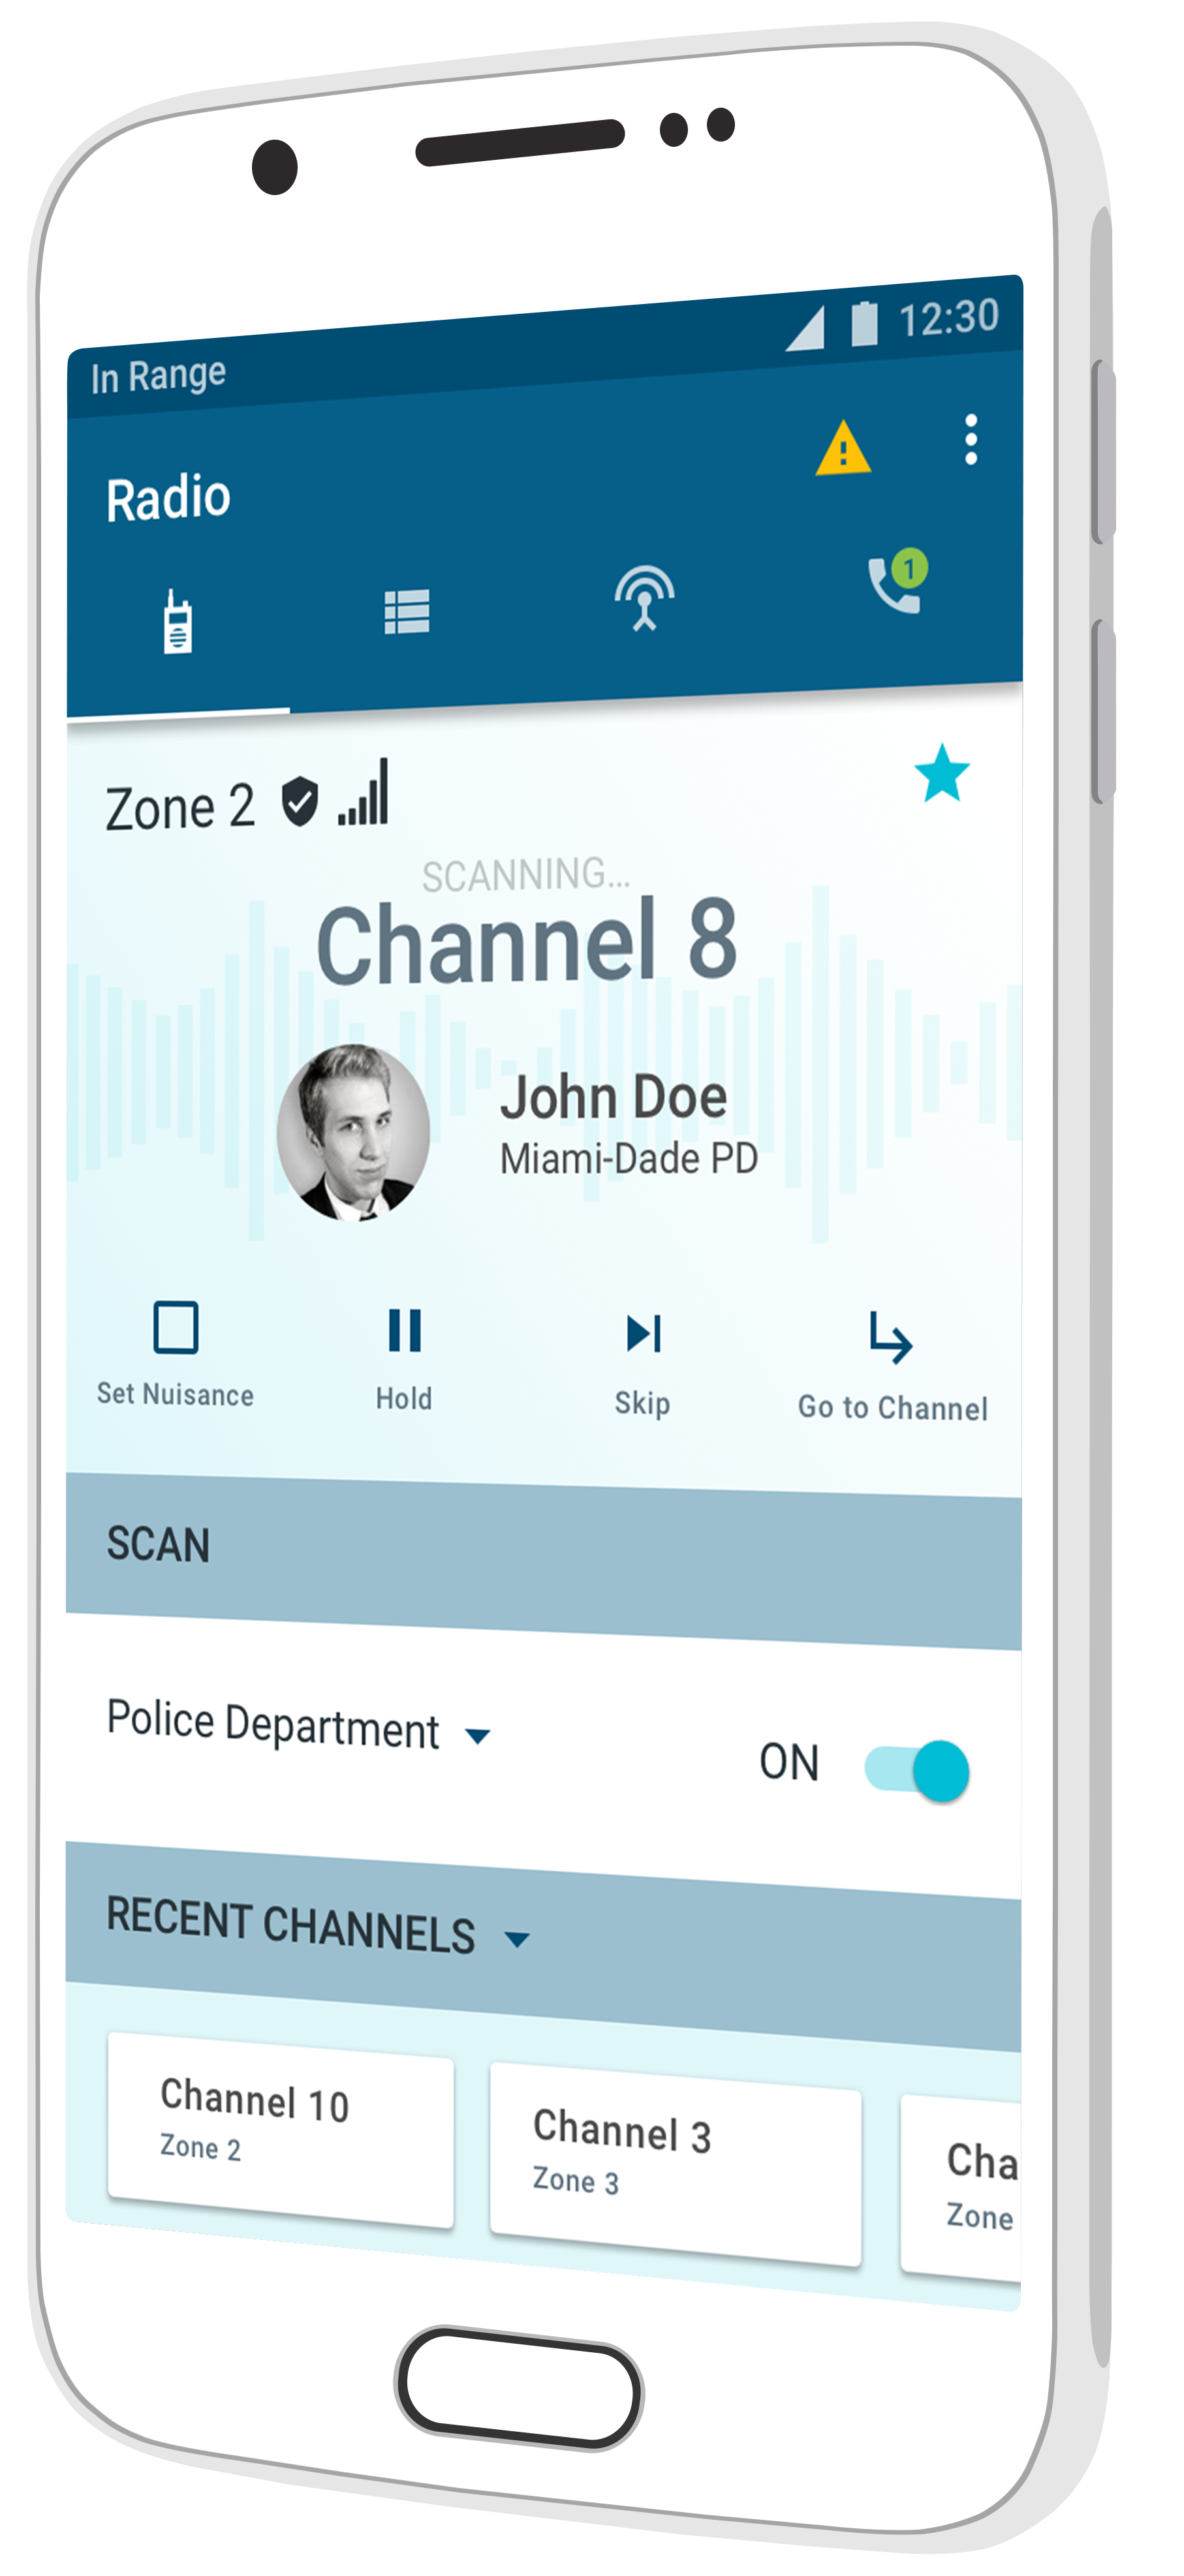 In Range 12:30
Radio
1
Zone 2
SCANNING...
Channel 8
John Doe
Miami-Dade PD
Set Nuisance Hold Skip Go to Channel
SCAN
Police Department ON
RECENT CHANNELS
Channel 10 Channel 3 Cha
Zone 2 Zone 3 Zone